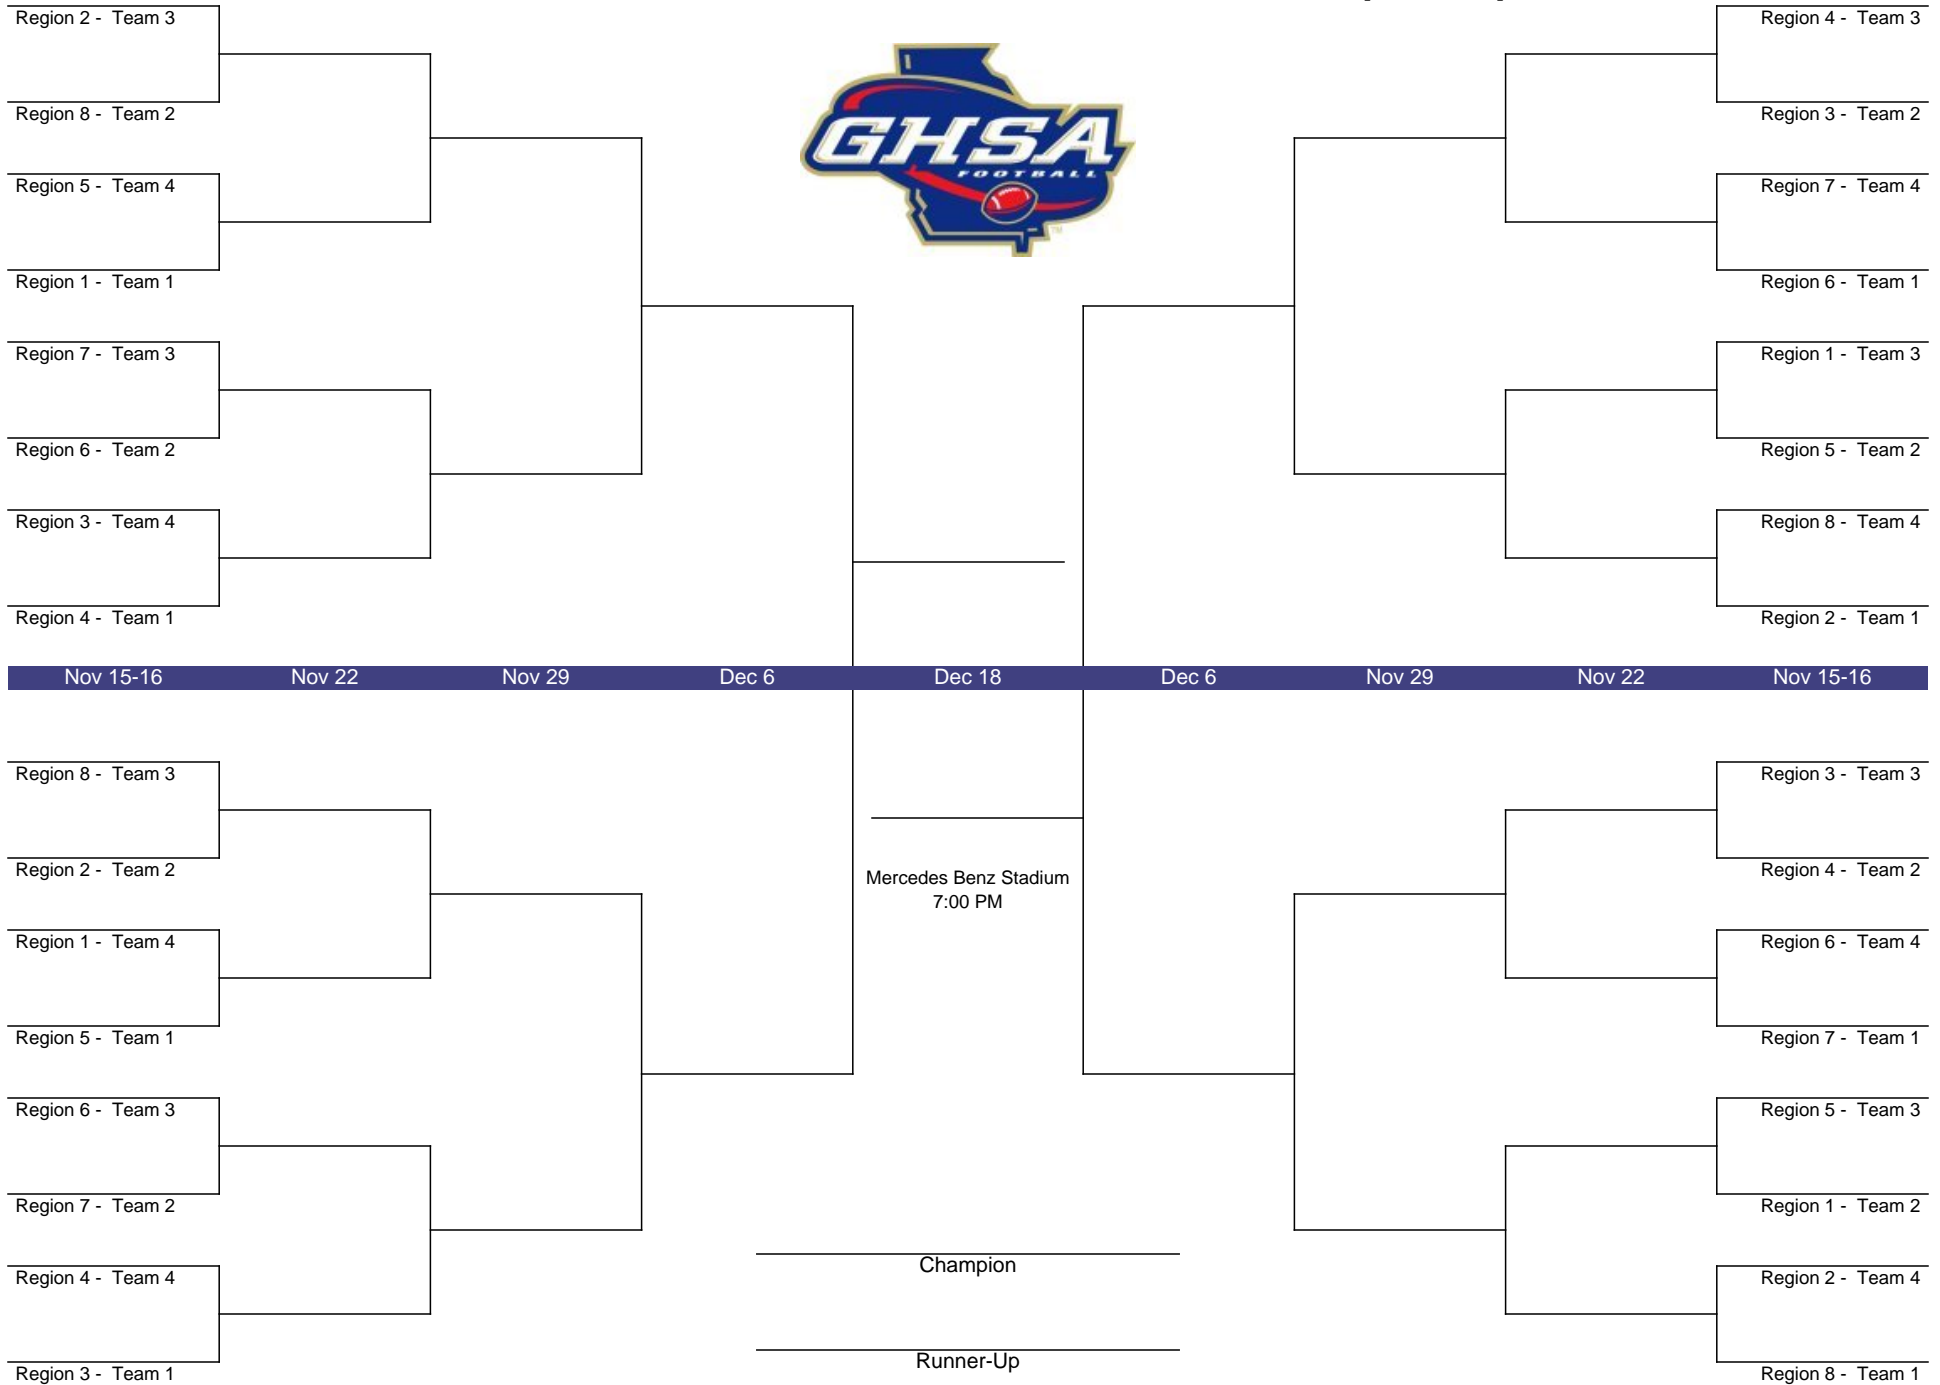 Region 2 - Team 3
Region 8 - Team 2
Region 5 - Team 4
Region 1 - Team 1
Region 7 - Team 3
Region 6 - Team 2
Region 3 - Team 4
Region 4 - Team 1
GHSA
FOOTBALL
TM
Region 4 - Team 3
Region 3 - Team 2
Region 7 - Team 4
Region 6 - Team 1
Region 1 - Team 3
Region 5 - Team 2
Region 8 - Team 4
Region 2 - Team 1
Nov 15-16 Nov 22 Nov 29 Dec 6 Dec 18 Dec 6 Nov 29 Nov 22 Nov 15-16
Region 8 - Team 3
Region 2 - Team 2
Region 1 - Team 4
Region 5 - Team 1
Region 6 - Team 3
Region 7 - Team 2
Region 4 - Team 4
Region 3 - Team 1
Mercedes Benz Stadium
7:00 PM
Champion
Runner-Up
Region 3 - Team 3
Region 4 - Team 2
Region 6 - Team 4
Region 7 - Team 1
Region 5 - Team 3
Region 1 - Team 2
Region 2 - Team 4
Region 8 - Team 1